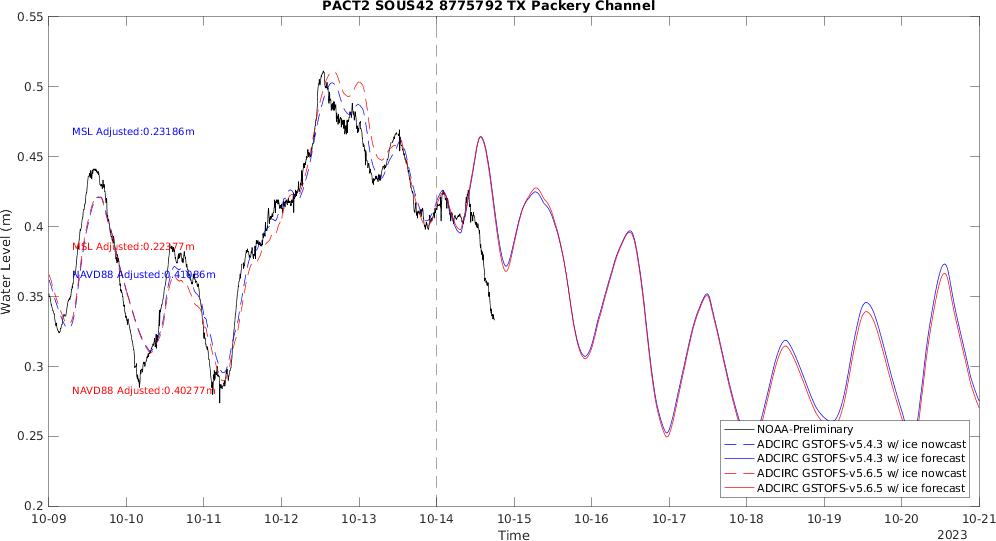 PACT2 SOUS42 8775792 TX Packery Channel
0.55
0.5
0.45
0.4
0.35
0.3
0.25
0.2
Water Level (m)
MSL Adjusted:0.23186m
MSL Adjusted:0.22377m
NAVD88 Adjusted:0.41086m
NAVD88 Adjusted:0.40277m
NOAA-Preliminary
ADCIRC GSTOFS-v5.4.3 w/ ice nowcast
ADCIRC GSTOFS-v5.4.3 w/ ice forecast
ADCIRC GSTOFS-v5.6.5 w/ ice nowcast
ADCIRC GSTOFS-v5.6.5 w/ ice forecast
10-09 10-10 10-11 10-12 10-13 10-14 10-15 10-16 10-17 10-18 10-19 10-20 10-21
Time
2023